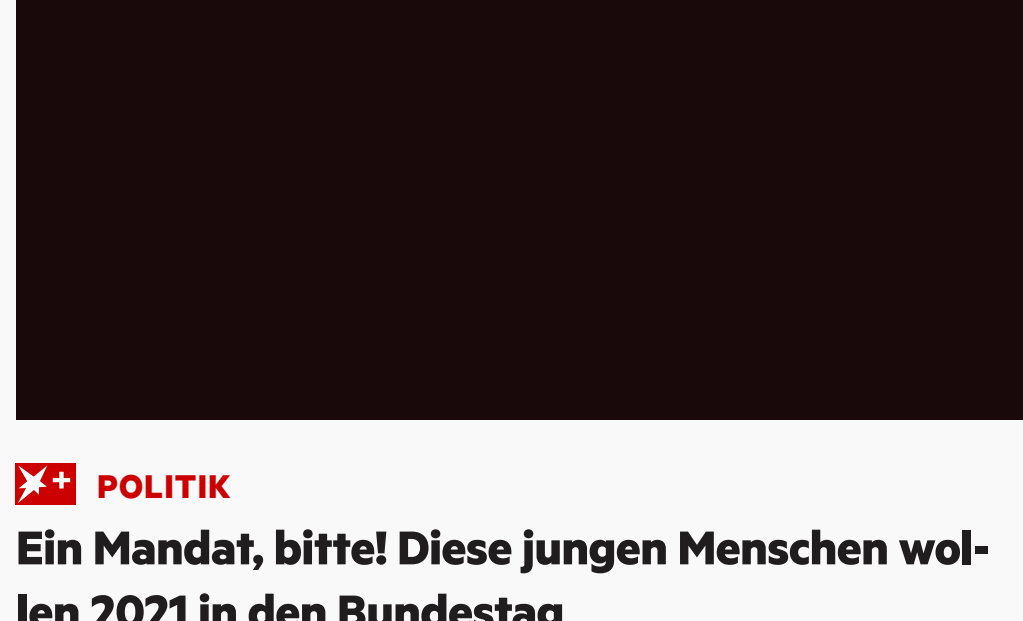 POLITIK
Ein Mandat, bitte! Diese jungen Menschen wol-
len 2021 in den Bundestag